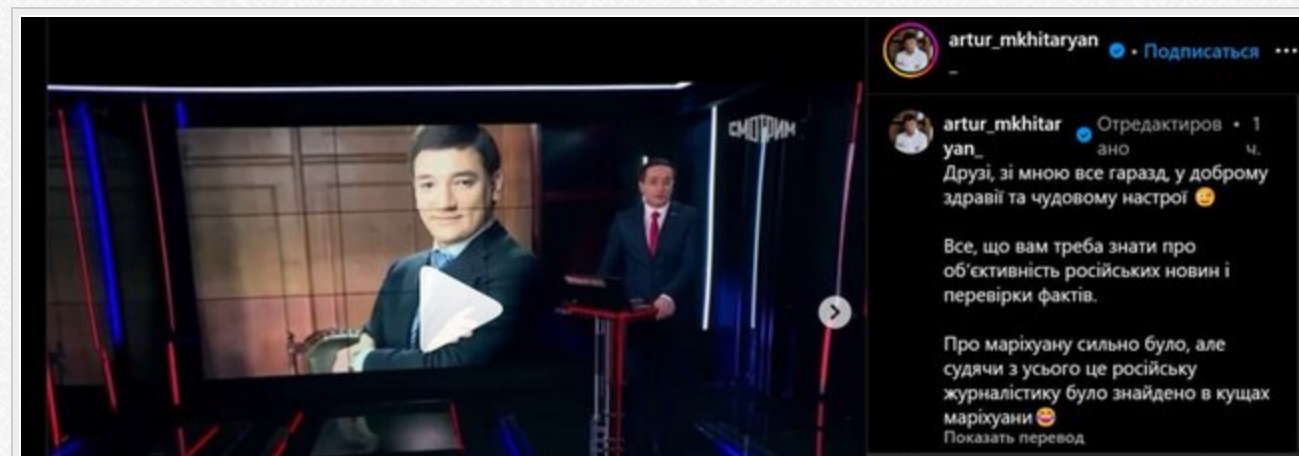 artur_mkhitaryan
_
• Подписаться •••
СМОТРИМ
artur_mkhitar
yan_
Отредактиров
ано
• 1
ч.
Друзі, зі мною все гаразд, у доброму
здравії та чудовому настрої 😉
Все, що вам треба знати про
об'єктивність російських новин і
перевірки фактів.
Про маріхуану сильно було, але
судячи з усього це російську
журналістику було знайдено в кущах
маріхуани😂
Показать перевод